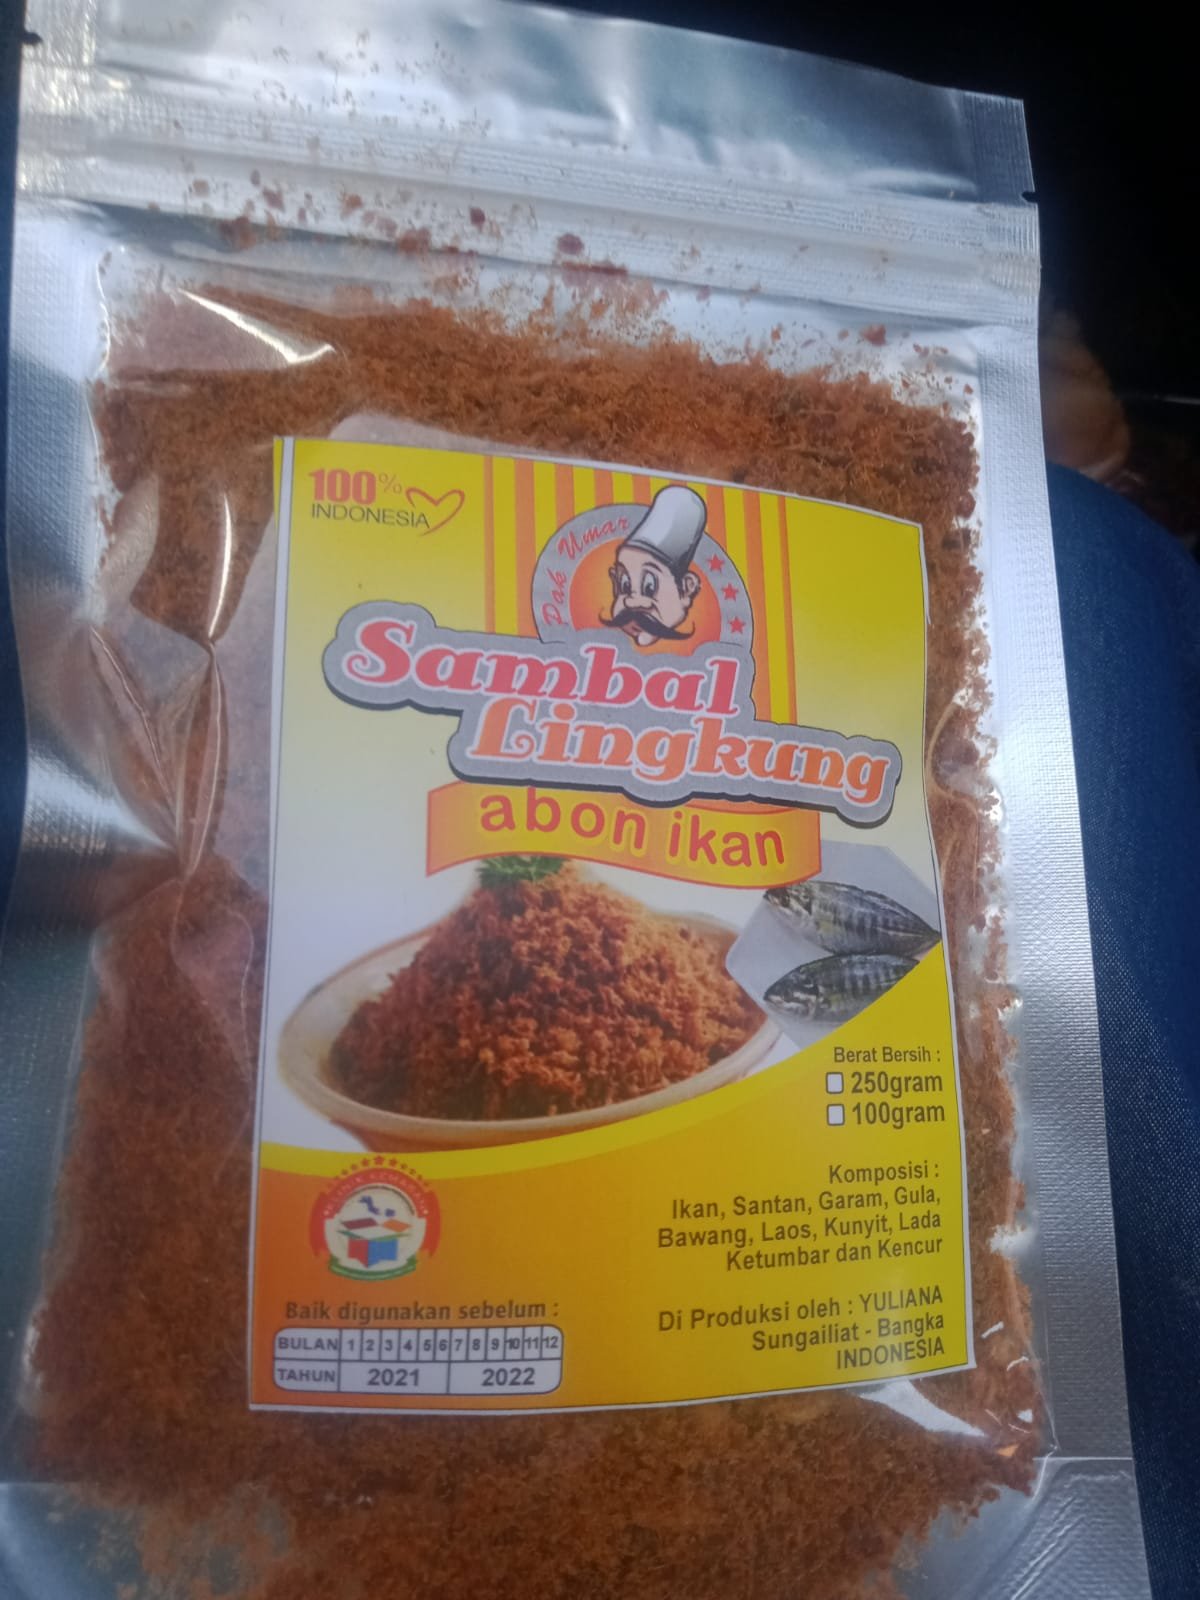 100%
INDONESIA
Pak Umar
Sambal
Lingkung
abon ikan
Berat Bersih :
250gram
100gram
Komposisi :
Ikan, Santan, Garam, Gula,
Bawang, Laos, Kunyit, Lada
Ketumbar dan Kencur
Di Produksi oleh : YULIANA
Sungailiat - Bangka
INDONESIA
Baik digunakan sebelum :
BULAN 1 2 3 4 5 6 7 8 9 10 11 12
TAHUN 2021 2022